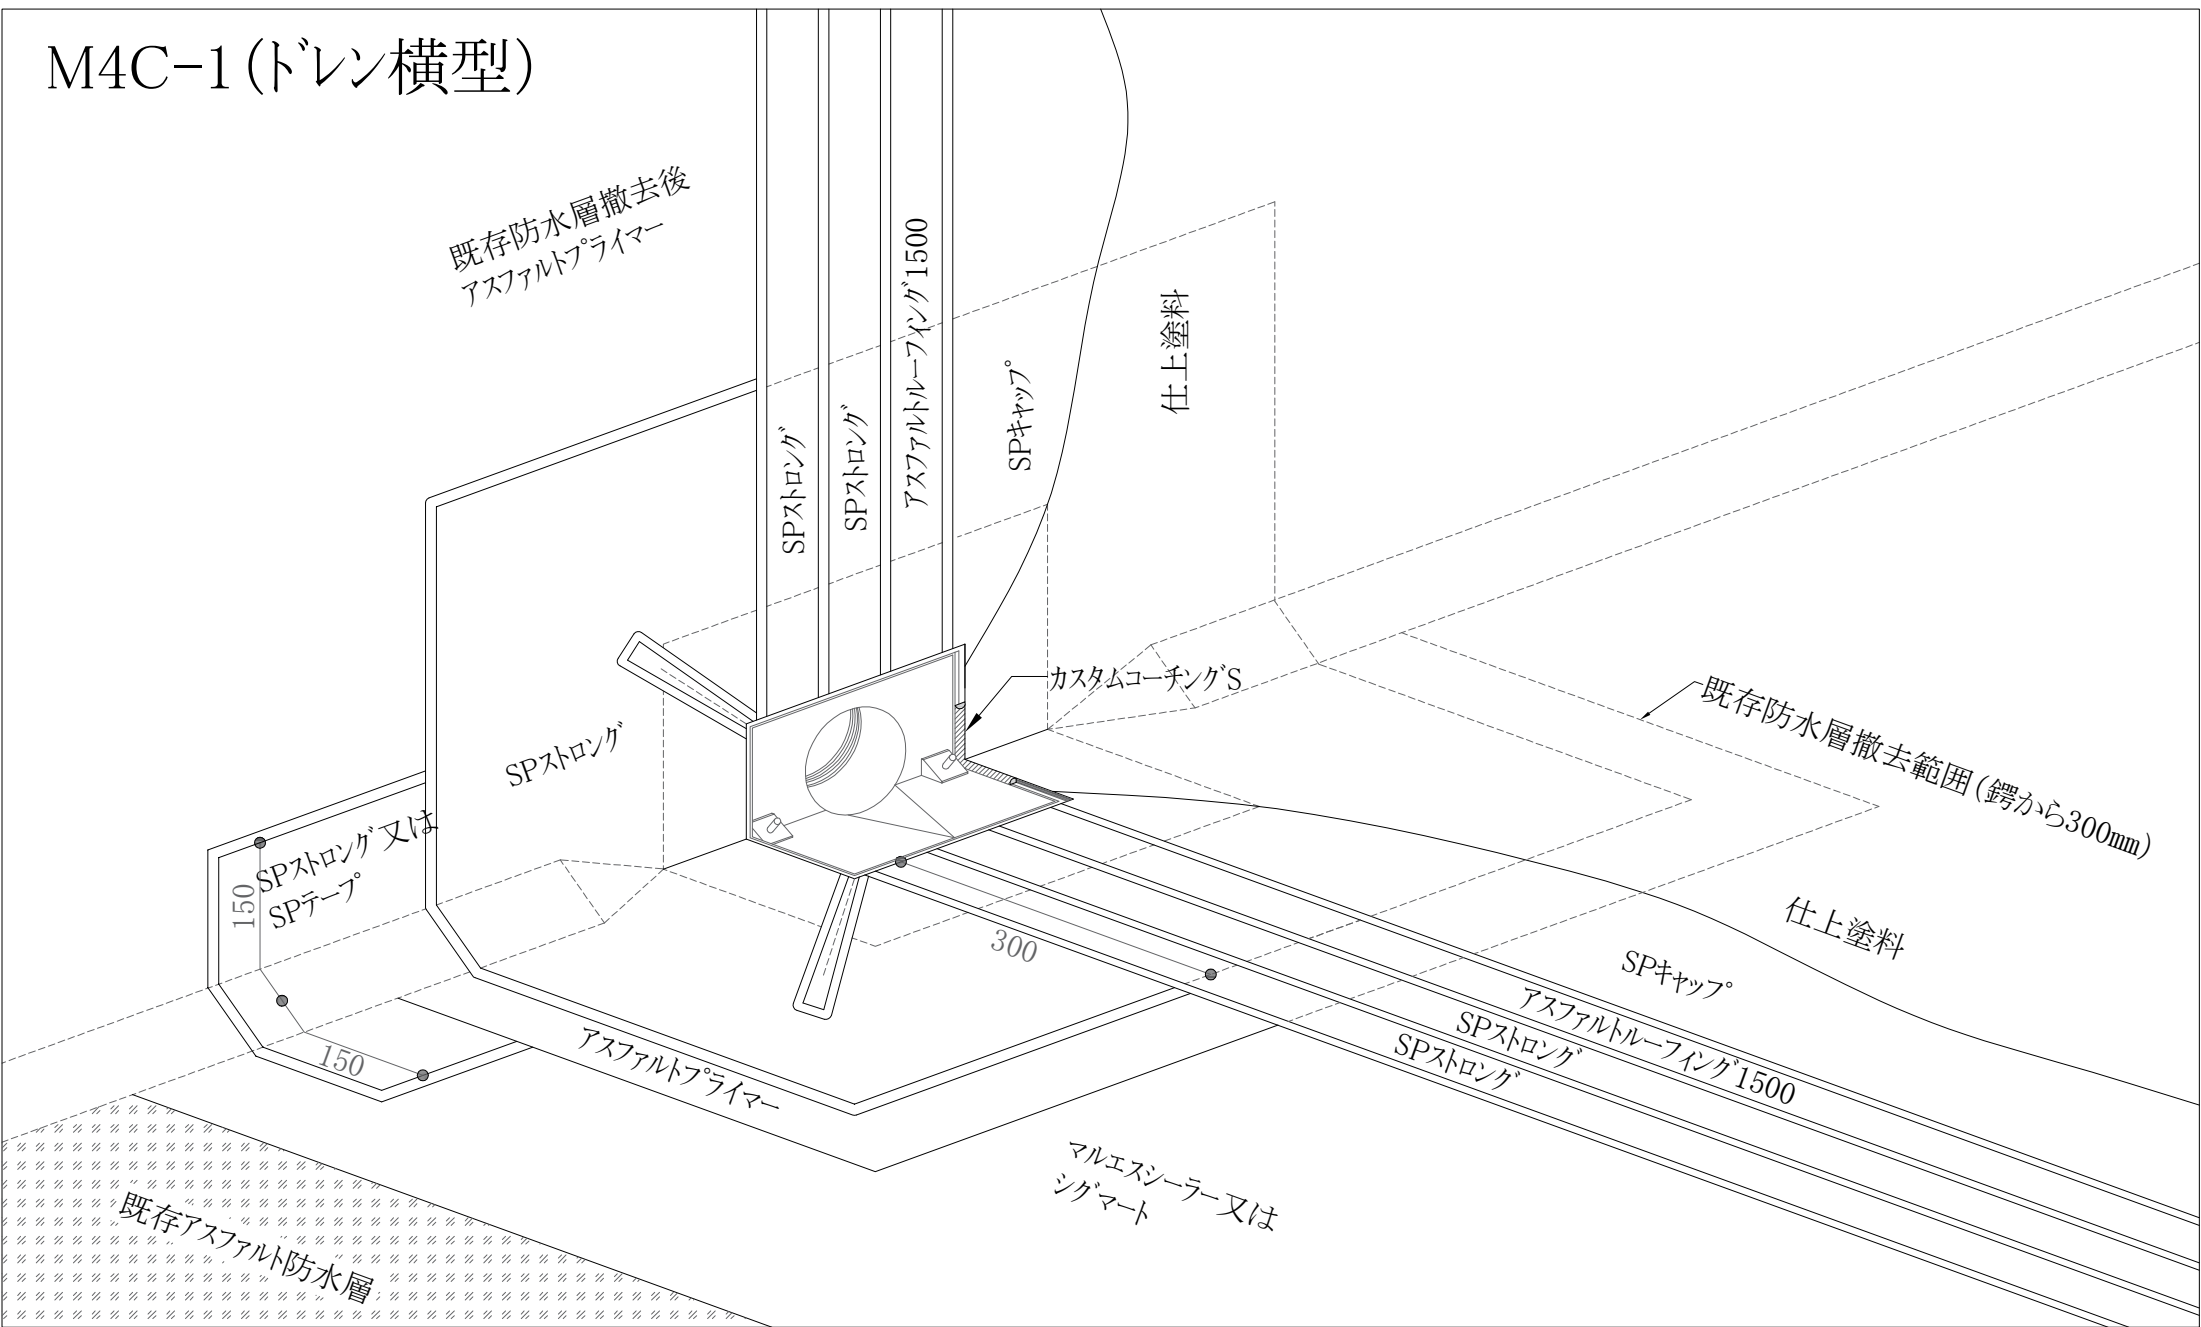 M4C-1(ドレン横型)
既存防水層撤去後
アスファルトプライマー
SPストロング
SPストロング
アスファルトルーフィング1500
SPキャップ
仕上塗料
カスタムコーチングS
既存防水層撤去範囲(鍔から300㎜)
SPストロング
SPストロング又は
SPテープ
150
150
300
アスファルトプライマー
仕上塗料
SPキャップ
アスファルトルーフィング1500
SPストロング
SPストロング
マルエスシーラー又は
シグマート
既存アスファルト防水層